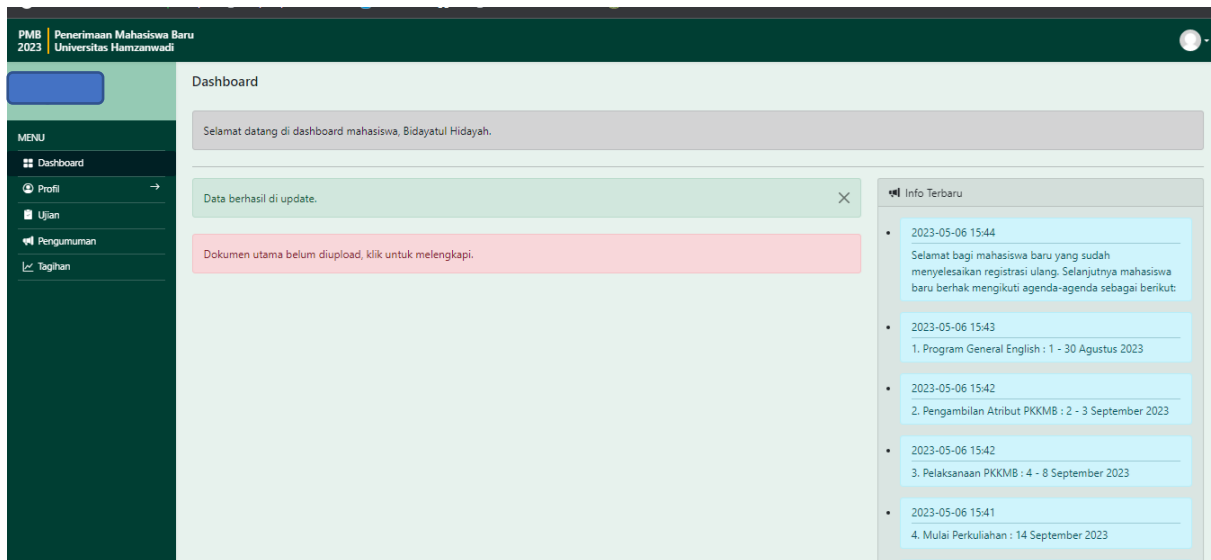 PMB Penerimaan Mahasiswa Baru
2023 Universitas Hamzanwadi
MENU
Dashboard
Profil
Ujian
Pengumuman
Tagihan
Dashboard
Selamat datang di dashboard mahasiswa, Bidayatul Hidayah.
Data berhasil di update.
Dokumen utama belum diupload, klik untuk melengkapi.
Info Terbaru
2023-05-06 15:44
Selamat bagi mahasiswa baru yang sudah
menyelesaikan registrasi ulang. Selanjutnya mahasiswa
baru berhak mengikuti agenda-agenda sebagai berikut:
2023-05-06 15:43
1. Program General English : 1 - 30 Agustus 2023
2023-05-06 15:42
2. Pengambilan Atribut PKKMB : 2 - 3 September 2023
2023-05-06 15:42
3. Pelaksanaan PKKMB : 4 - 8 September 2023
2023-05-06 15:41
4. Mulai Perkuliahan : 14 September 2023